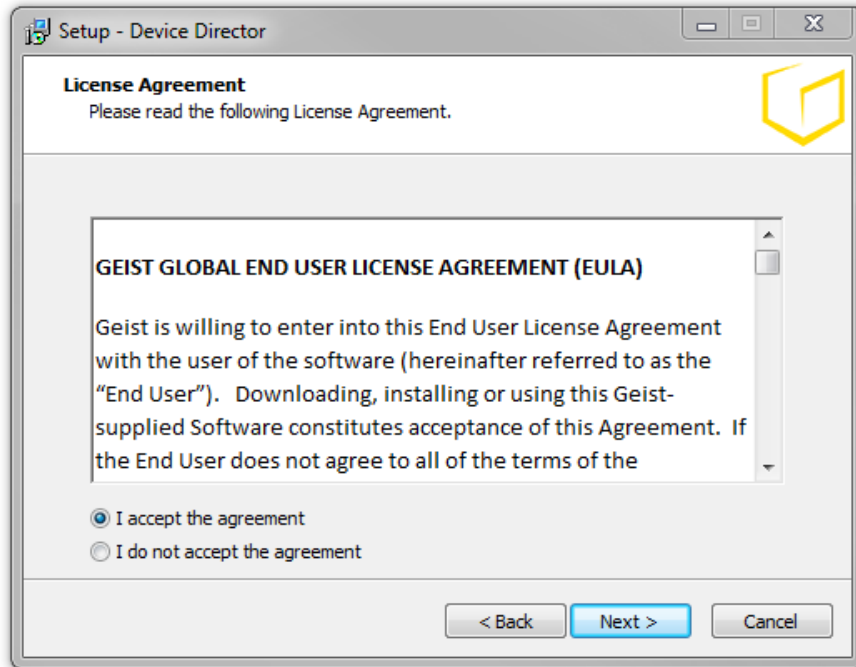 Setup - Device Director
License Agreement
Please read the following License Agreement.
GEIST GLOBAL END USER LICENSE AGREEMENT (EULA)
Geist is willing to enter into this End User License Agreement
with the user of the software (hereinafter referred to as the
“End User”).   Downloading, installing or using this Geist-
supplied Software constitutes acceptance of this Agreement.  If
the End User does not agree to all of the terms of the
I accept the agreement
I do not accept the agreement
< Back
Next >
Cancel